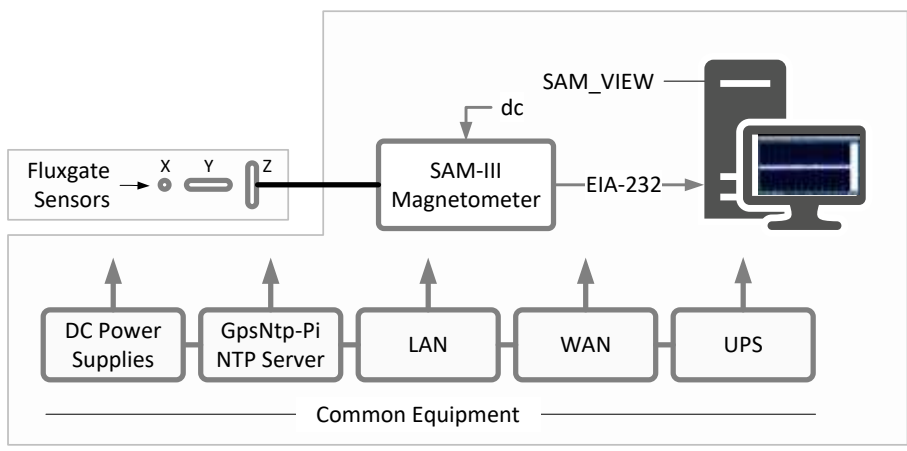 SAM_VIEW
dc
Fluxgate
Sensors
X Y Z
SAM-III
Magnetometer
EIA-232
DC Power
Supplies
GpsNtp-Pi
NTP Server
LAN
WAN
UPS
Common Equipment